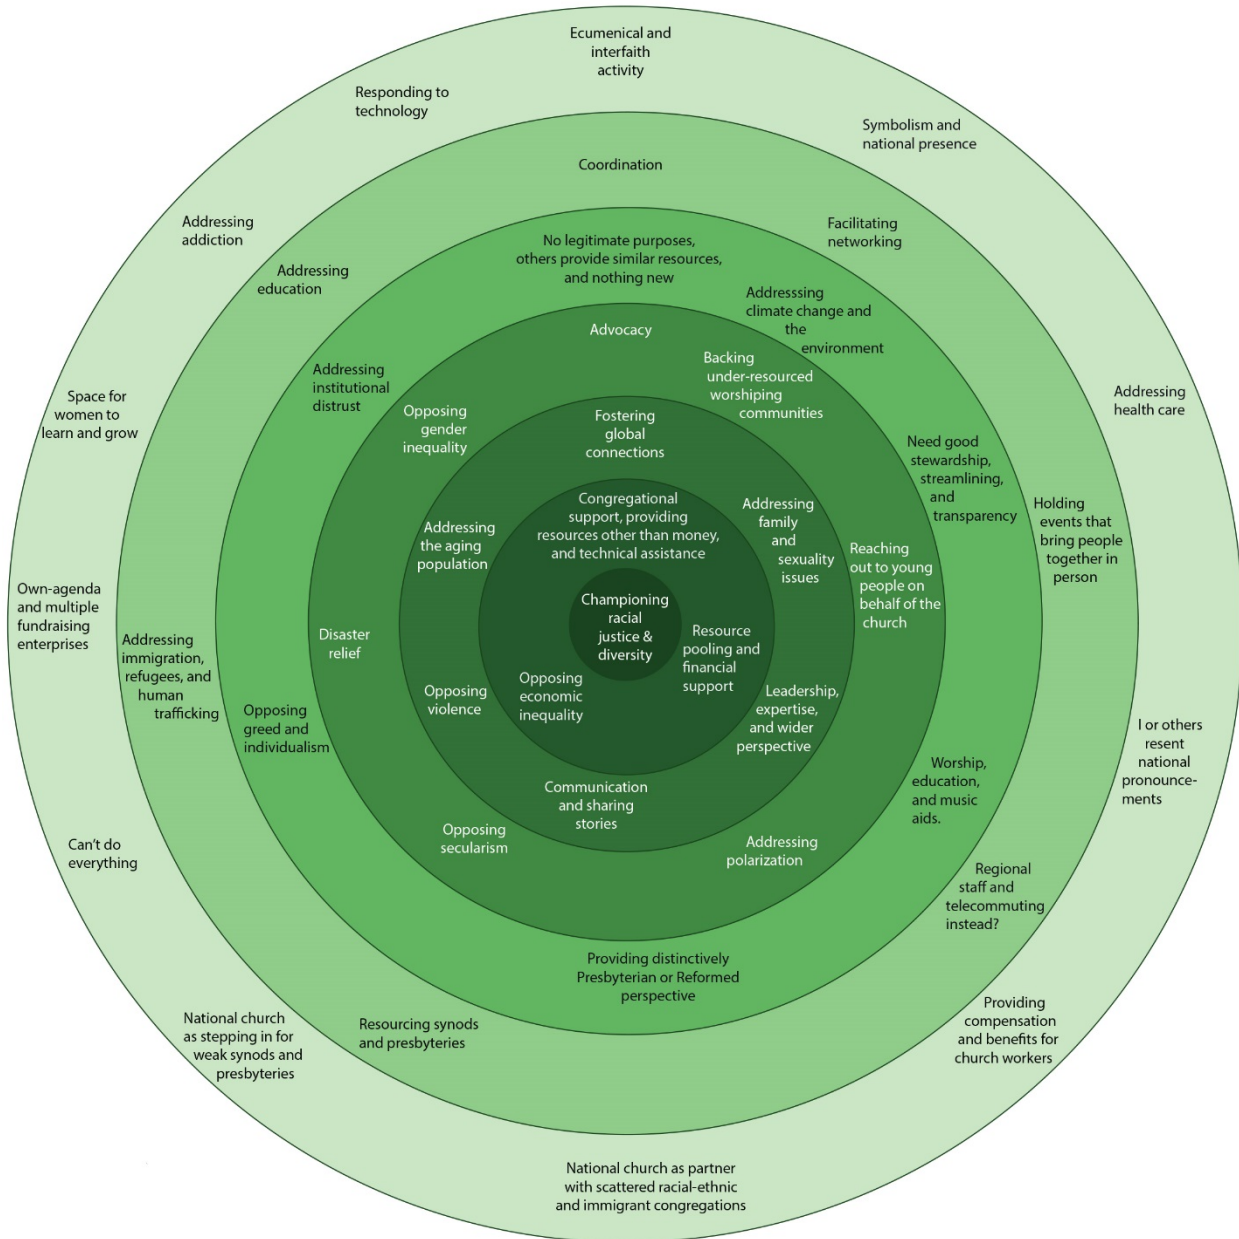 Ecumenical and
interfaith
activity
Responding to
technology
Symbolism and
national presence
Addressing
addiction
Addressing
health care
Space for
women to
learn and grow
Own-agenda
and multiple
fundraising
enterprises
I or others
resent
national
pronounce-
ments
Can't do
everything
National church
as stepping in for
weak synods and
presbyteries
Providing
compensation
and benefits for
church workers
National church as partner
with scattered racial-ethnic
and immigrant congregations
Coordination
Facilitating
networking
Addressing
education
Holding
events that
bring people
together in
person
Addressing
immigration,
refugees, and
human
trafficking
Regional
staff and
telecommuting
instead?
Resourcing synods
and presbyteries
No legitimate purposes,
others provide similar resources,
and nothing new
Addresssing
climate change and
the
environment
Addressing
institutional
distrust
Need good
stewardship,
streamlining,
and
transparency
Opposing
greed and
individualism
Worship,
education,
and music
aids.
Providing distinctively
Presbyterian or Reformed
perspective
Advocacy
Backing
under-resourced
worshiping
communities
Opposing
gender
inequality
Reaching
out to young
people on
behalf of the
church
Disaster
relief
Opposing
secularism
Addressing
polarization
Fostering
global
connections
Addressing
the aging
population
Addressing
family
and
sexuality
issues
Opposing
violence
Leadership,
expertise,
and wider
perspective
Communication
and sharing
stories
Congregational
support, providing
resources other than money,
and technical assistance
Resource
pooling and
financial
support
Opposing
economic
inequality
Championing
racial
justice &
diversity